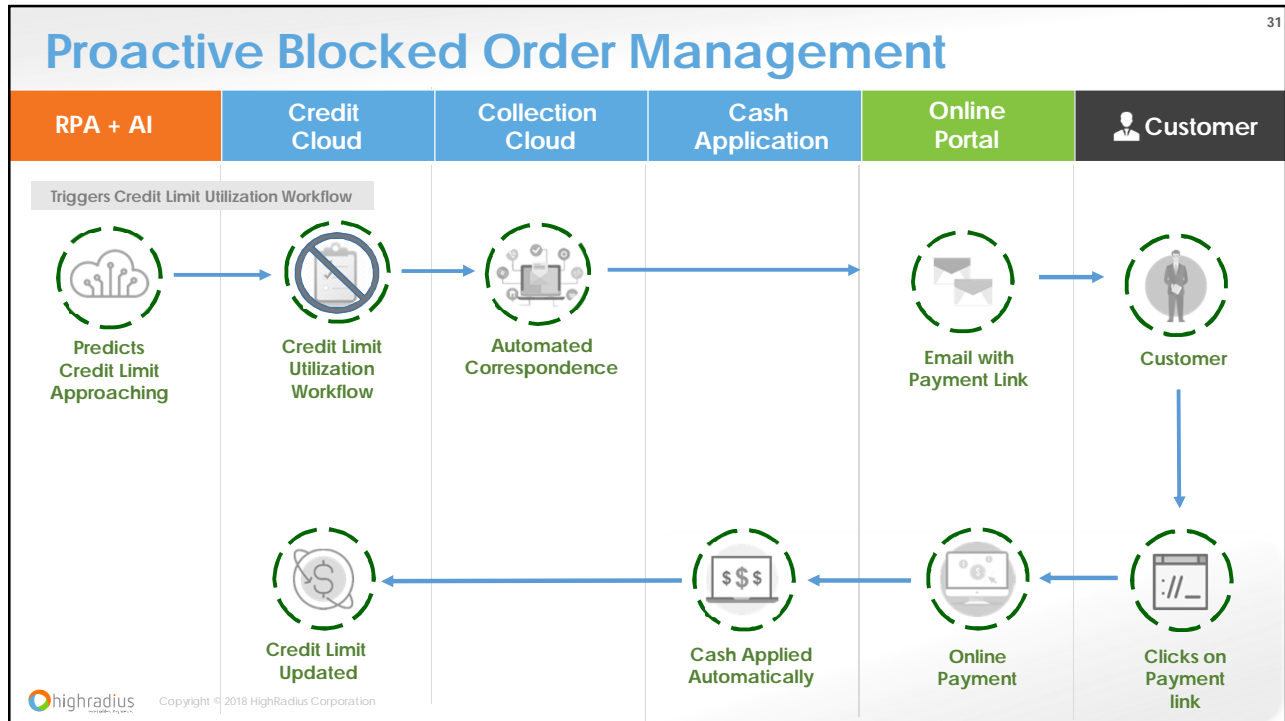 31
Proactive Blocked Order Management
RPA + AI
Credit
Cloud
Collection
Cloud
Cash
Application
Online
Portal
Customer
Triggers Credit Limit Utilization Workflow
Predicts
Credit Limit
Approaching
Credit Limit
Utilization
Workflow
Automated
Correspondence
Email with
Payment Link
Customer
Credit Limit
Updated
$
$$$
Cash Applied
Automatically
$
Online
Payment
://_
Clicks on
Payment
link
highradius
Copyright © 2018 HighRadius Corporation